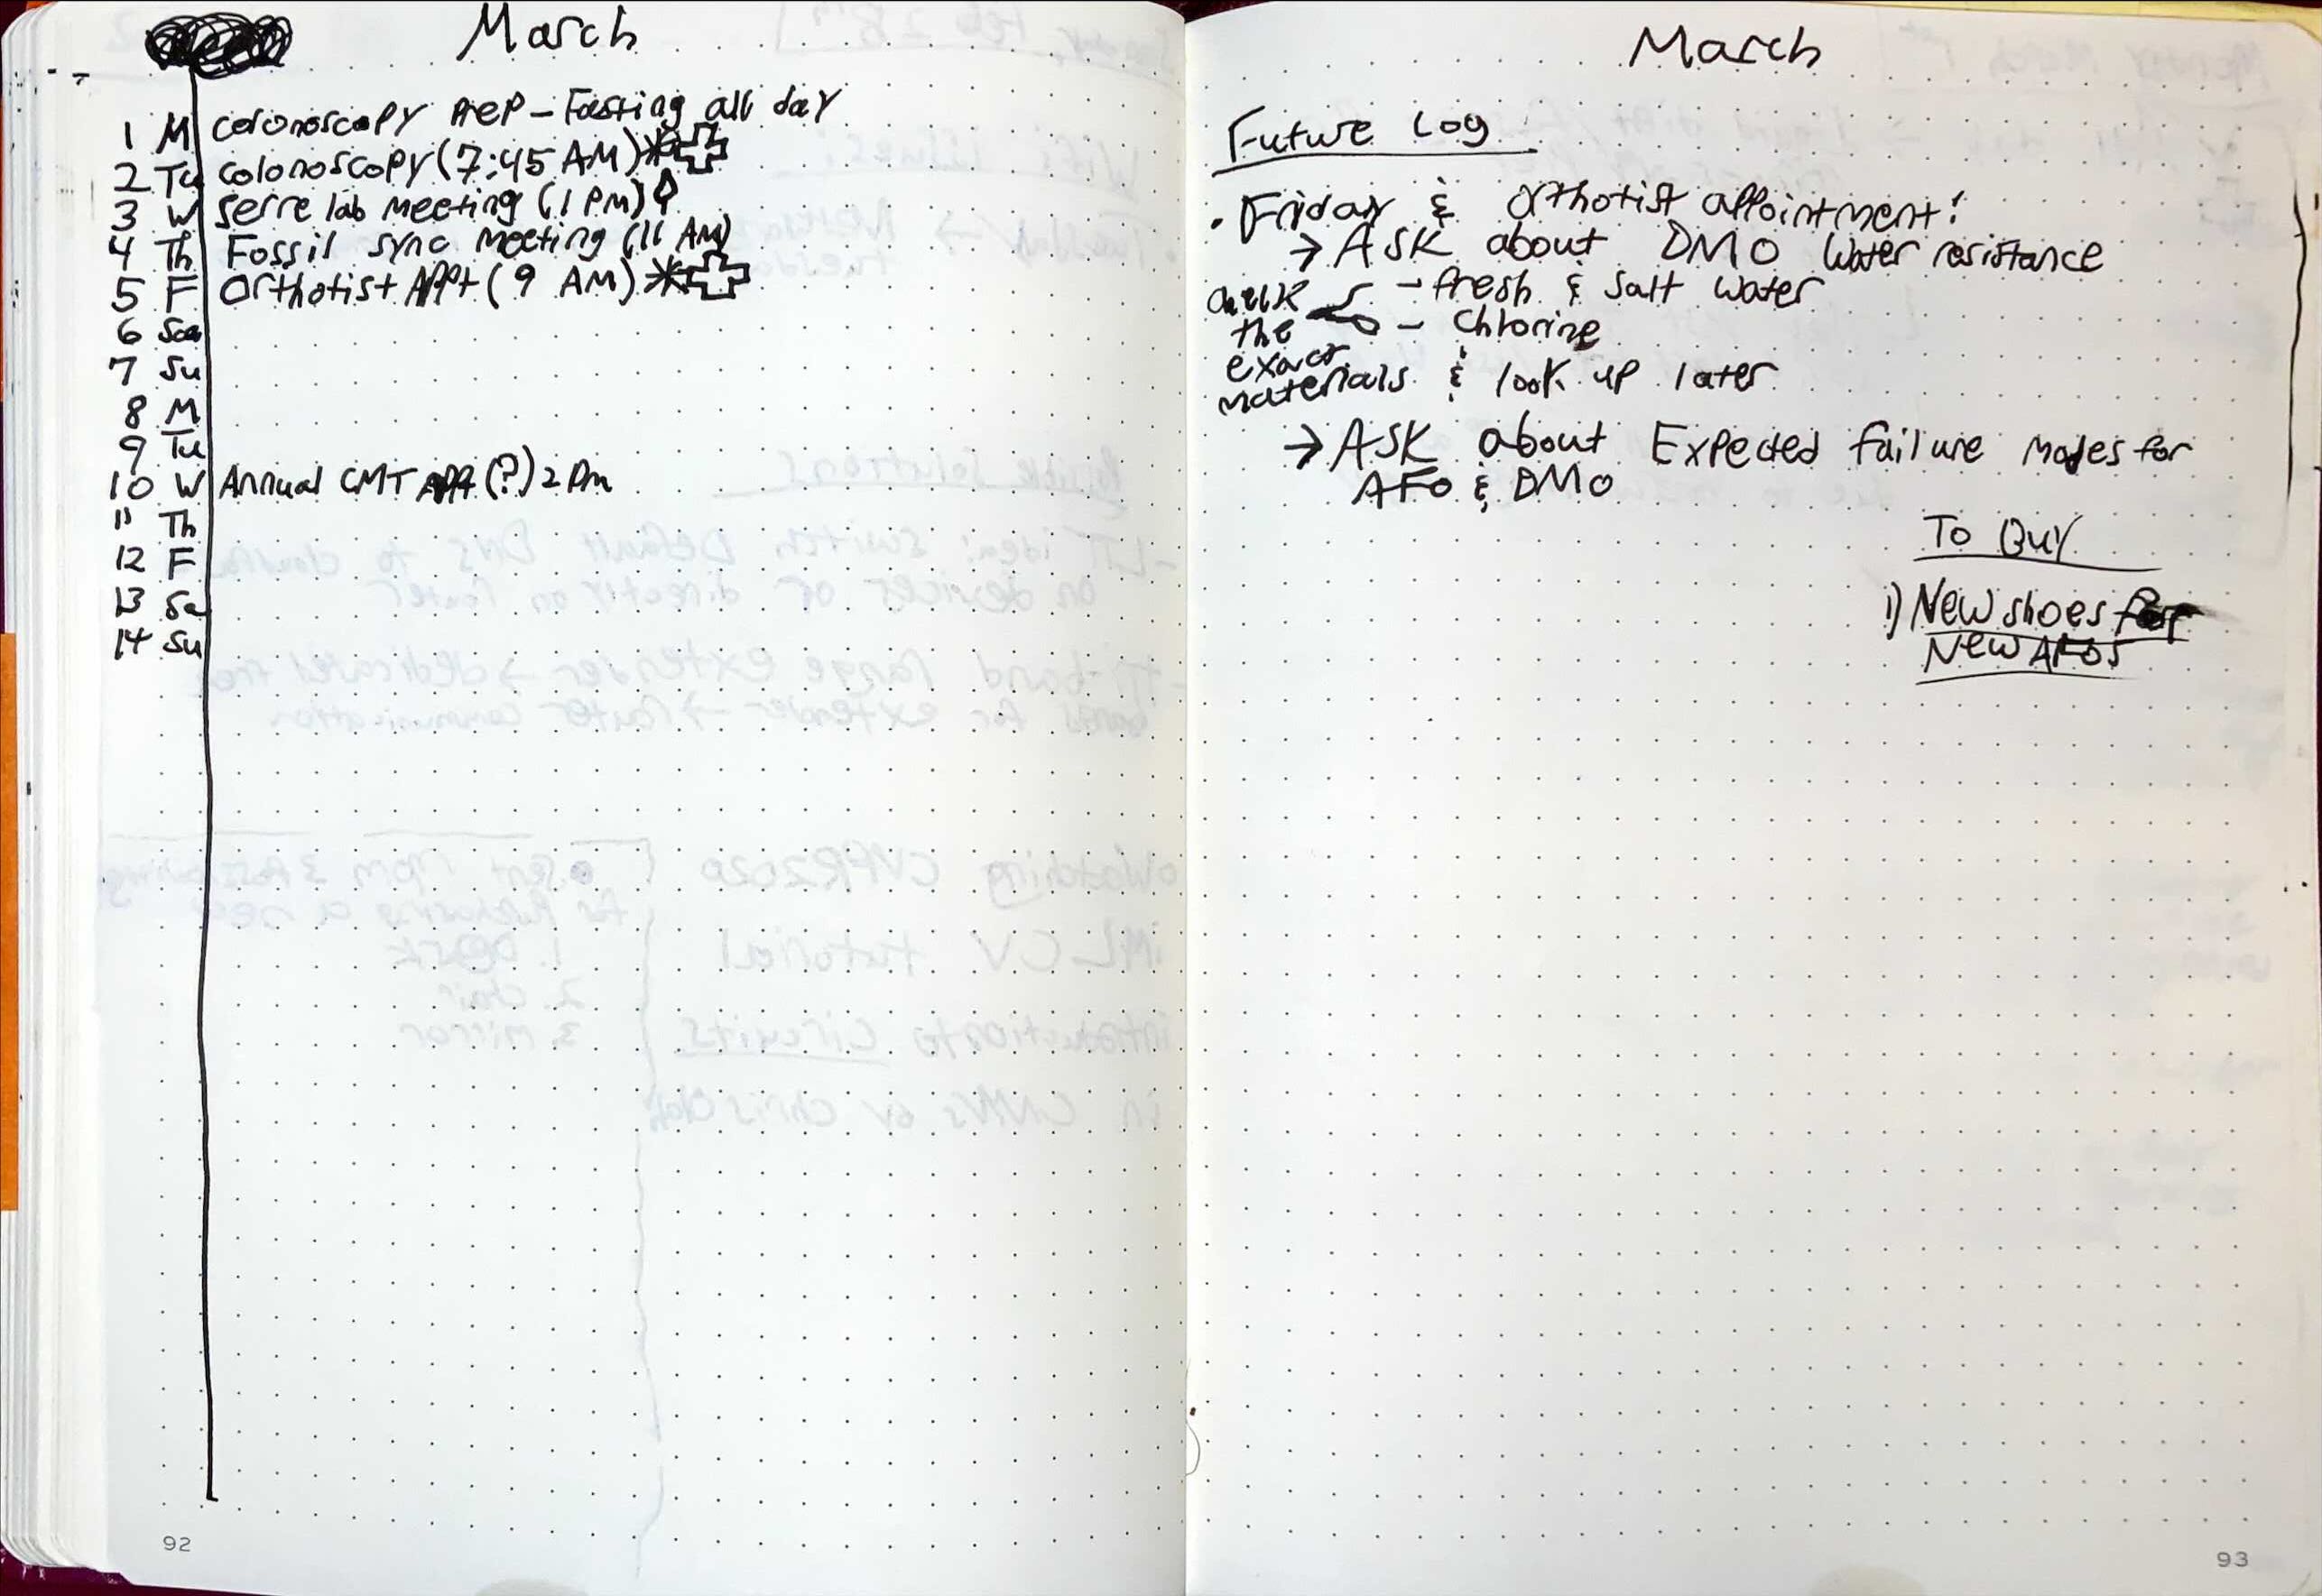 March
1 M Colonoscopy Prep - Fasting all day
2 Tu Colonoscopy (7:45 AM)*
3 W Serre lab meeting (1 PM)
4 Th Fossil sync meeting (11 AM)
5 F Orthotist APPt (9 AM)*
6 Sa
7 Su
8 M
9 Tu
10 W Annual CMT APPt (?) 2 Pm
11 Th
12 F
13 Sa
14 Su
92
March
Future Log
. Friday & Orthotist appointment!
→ ASK about DMO Water resistance
- fresh & salt water
- Chlorine
check
the
exact
materials & look up later
→ ASK about Expected failure modes for
AFO & DMO
To Buy
1) New shoes for
New AFOs
93